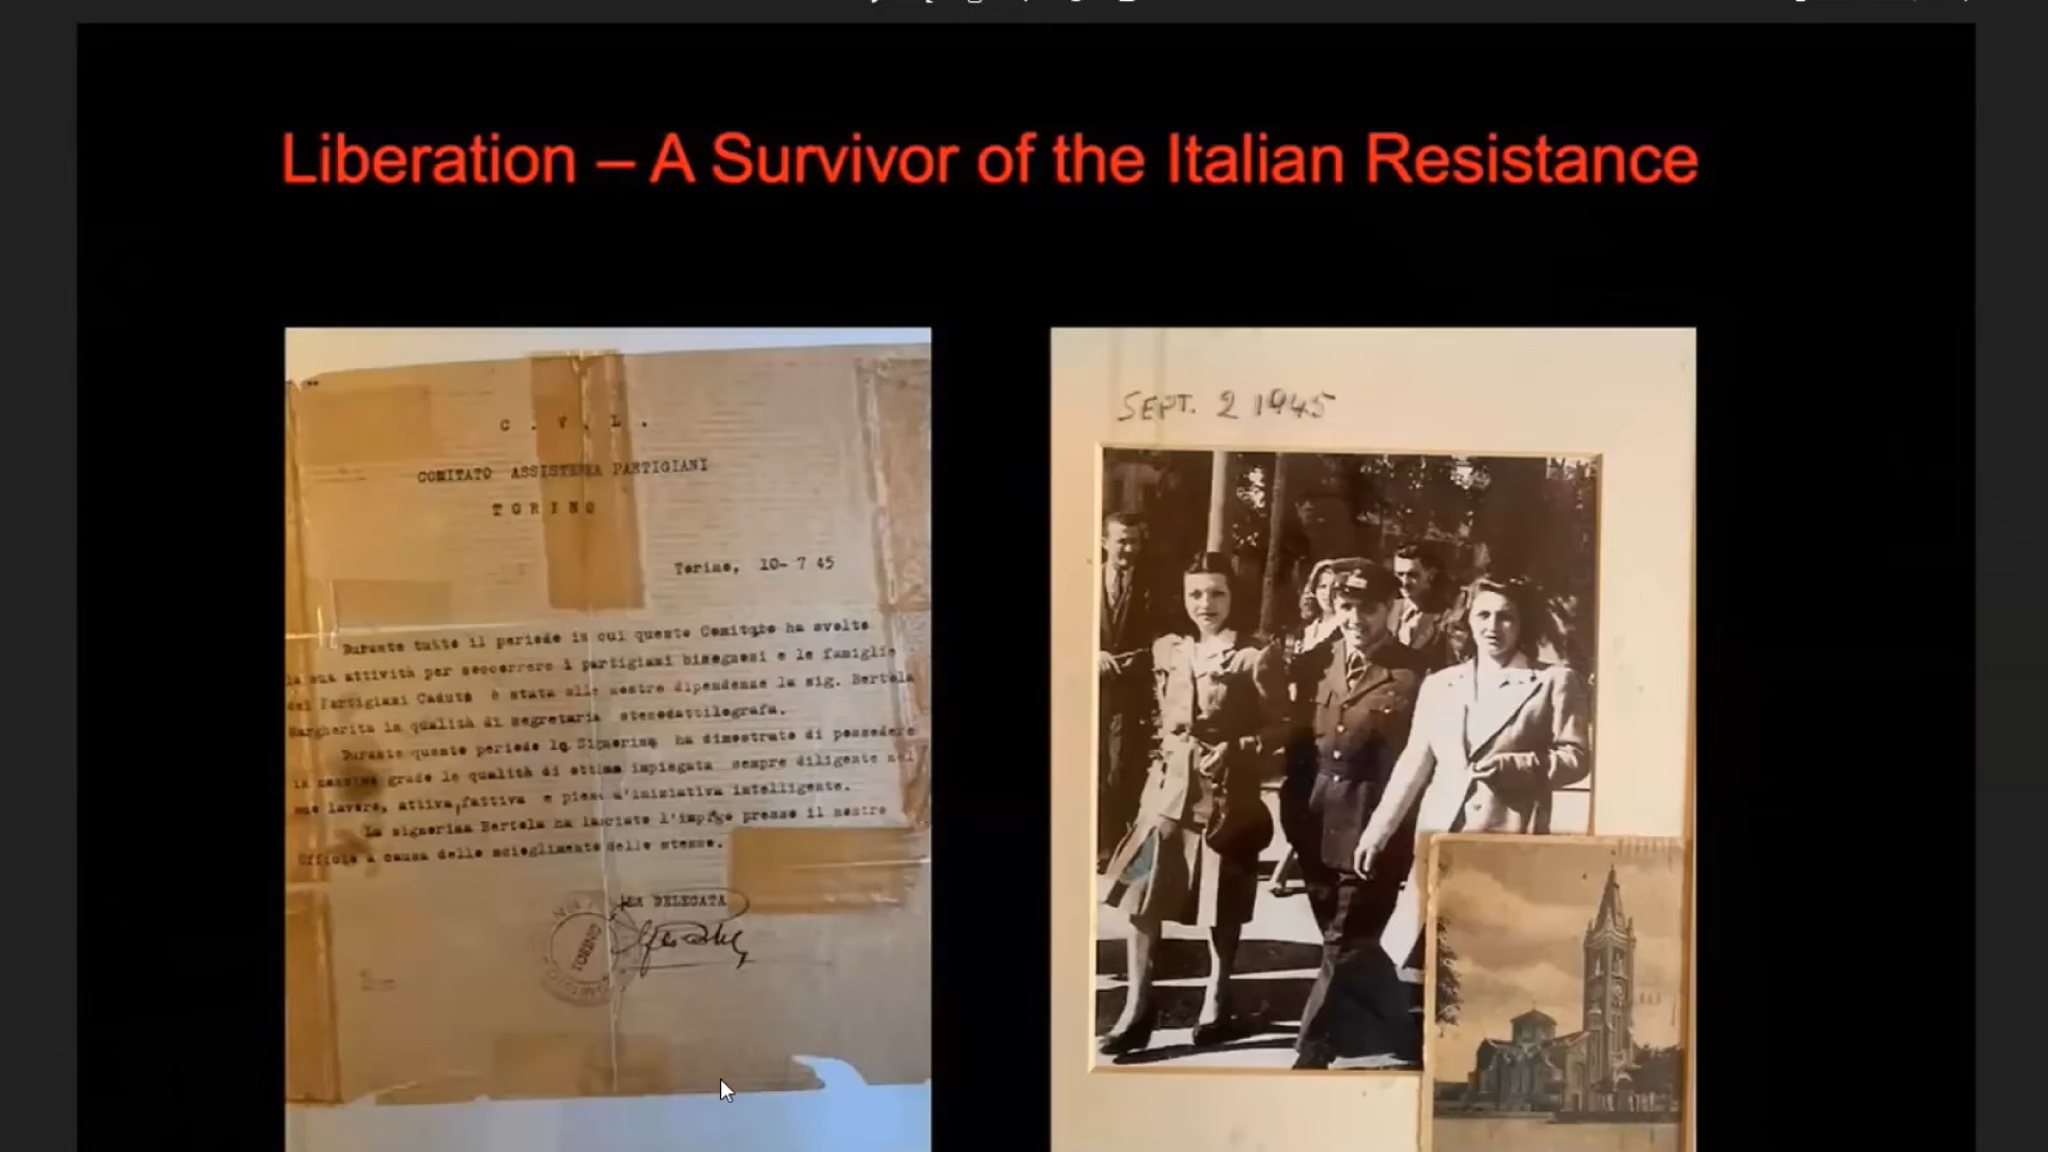 Liberation – A Survivor of the Italian Resistance
C . V . L .
COMITATO ASSISTENZA PARTIGIANI
TORINO
Torino, 10- 7 45
Durante tutto il periodo in cui questo Comitato ha svolto
la sua attività per soccorrere i partigiani bisognosi e le famiglie
dei Partigiani Caduti è stata alle nostre dipendenze la sig. Bertola
Margherita in qualità di segretaria stenodattilografa.
Durante questo periodo la Signorina ha dimostrato di possedere
in massimo grado le qualità di ottima impiegata sempre diligente nel
suo lavoro, attiva,fattiva e piena d'iniziativa intelligente.
La signorina Bertola ha lasciato l'impigo presso il nostro
Ufficio a causa dello scioglimento dello stesso.
LA DELEGATA
TORINO
SEPT. 2 1945